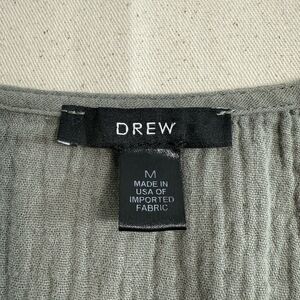 DREW
M
MADE IN
USA OF
IMPORTED
FABRIC